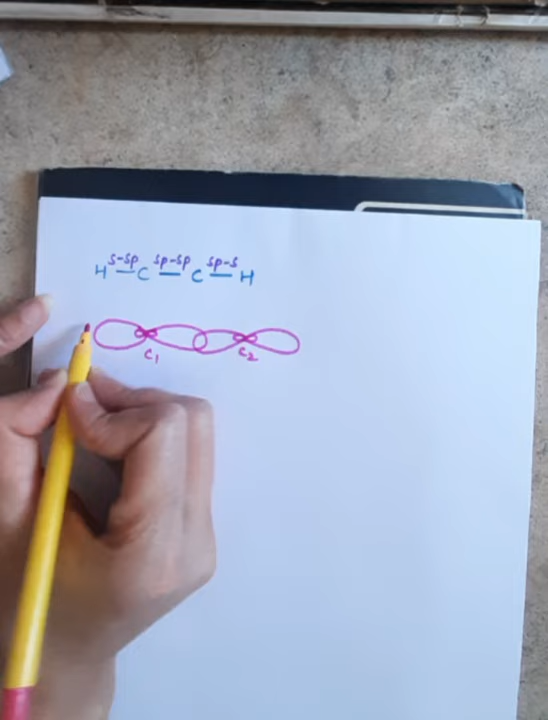 s-sp sp-sp sp-s
H — C — C — H
C₁ C₂